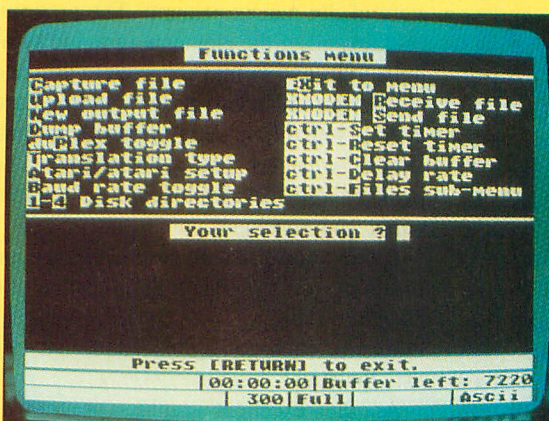 Functions Menu
Capture file
Upload file
New output file
Dump buffer
duPlex toggle
Translation type
Atari/atari setup
Baud rate toggle
1-4 Disk directories
EXit to menu
XMODEM Receive file
XMODEM Send file
ctrl-Set timer
ctrl-Reset timer
ctrl-Clear buffer
ctrl-Delay rate
ctrl-Files sub-menu
Your selection ?
Press [RETURN] to exit.
|00:00:00|Buffer left: 7220
| 300|Full| |Ascii